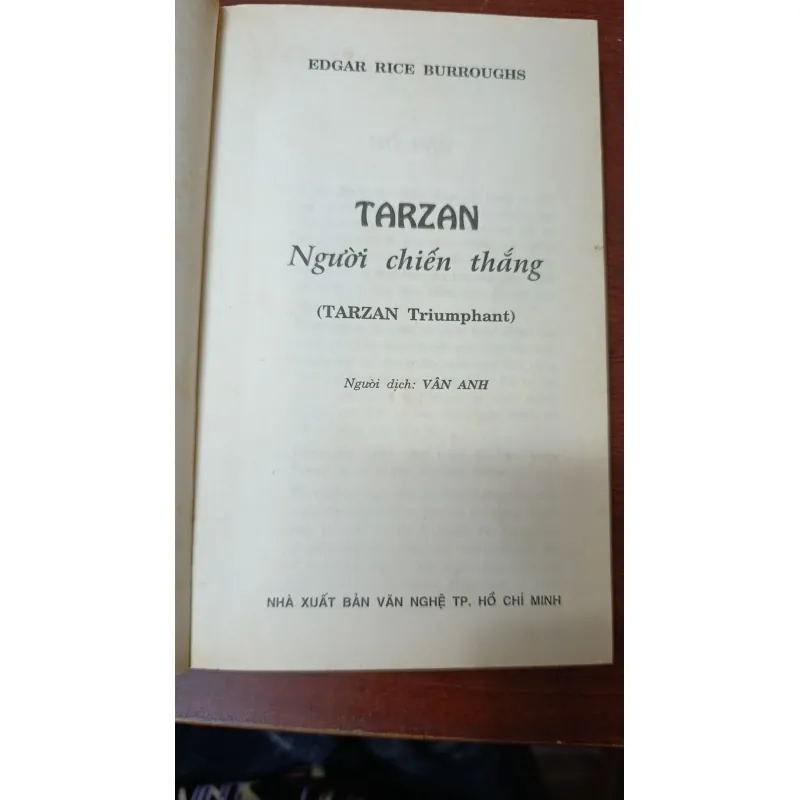 EDGAR RICE BURROUGHS
TARZAN
Người chiến thắng
(TARZAN Triumphant)
Người dịch: VÂN ANH
NHÀ XUẤT BẢN VĂN NGHỆ TP. HỒ CHÍ MINH